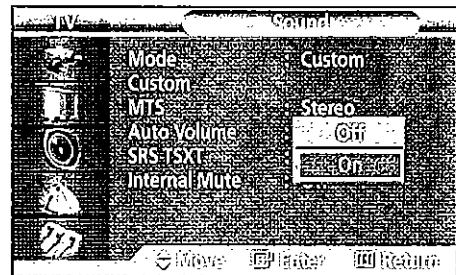 TV Sound
Mode : Custom
Custom
MTS : Stereo
Auto Volume : Off
SRS TSXT : On
Internal Mute :
Move Enter Return